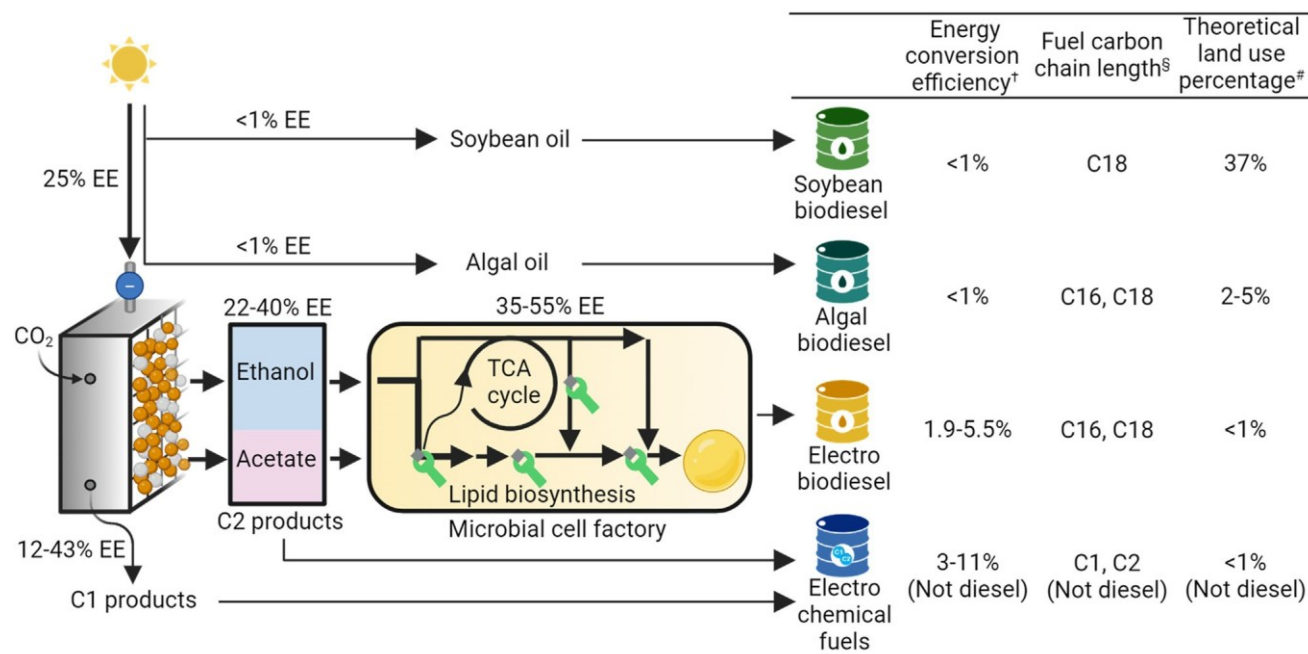 Energy conversion efficiency†
Fuel carbon chain length§
Theoretical land use percentage#
<1% EE
Soybean oil
Soybean biodiesel
<1%
C18
37%
25% EE
<1% EE
Algal oil
Algal biodiesel
<1%
C16, C18
2-5%
−
CO2
22-40% EE
Ethanol
Acetate
C2 products
35-55% EE
TCA cycle
Lipid biosynthesis
Microbial cell factory
Electro biodiesel
1.9-5.5%
C16, C18
<1%
12-43% EE
C1 products
C1
C2
Electro chemical fuels
3-11% (Not diesel)
C1, C2 (Not diesel)
<1% (Not diesel)